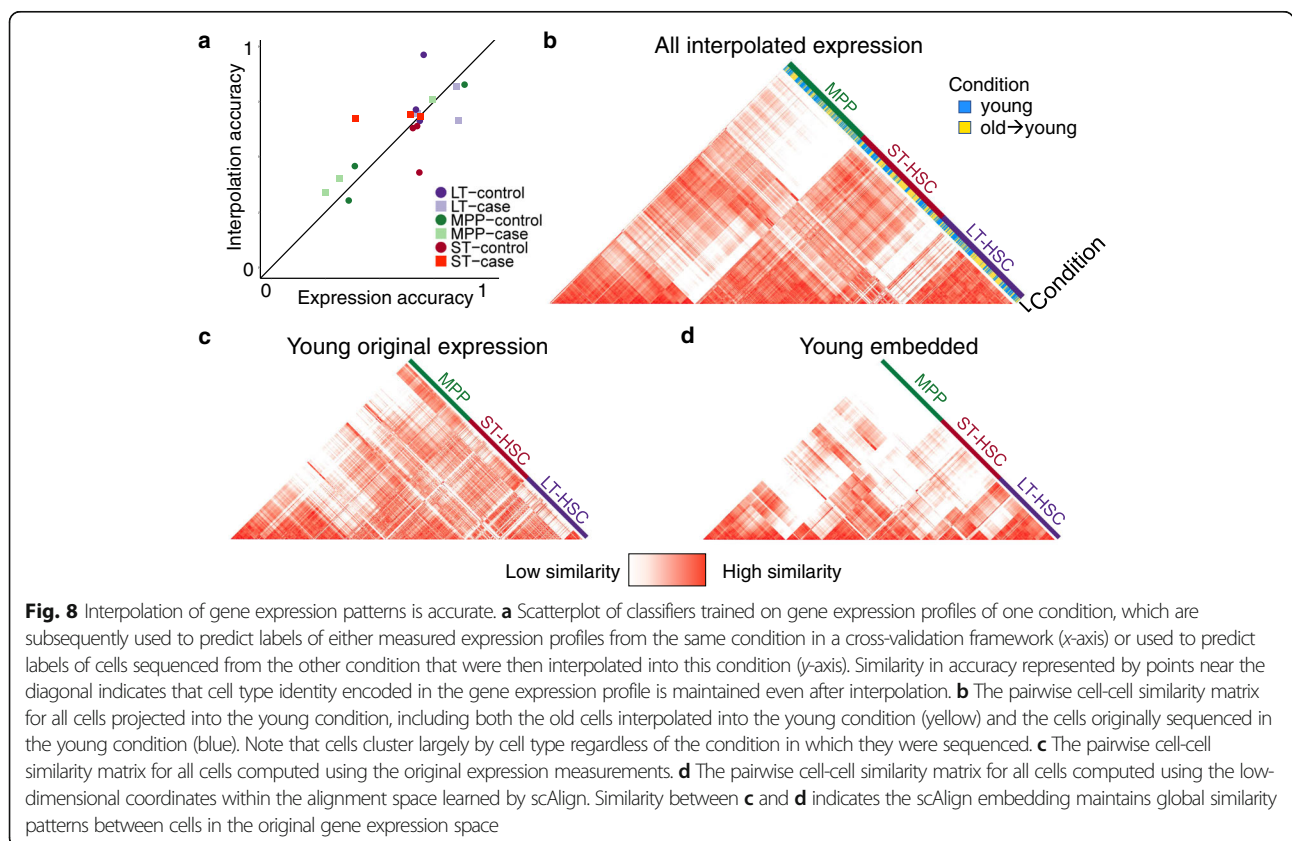 a
1
Interpolation accuracy
0
0
Expression accuracy
1
LT−control
LT−case
MPP−control
MPP−case
ST−control
ST−case
b
All interpolated expression
MPP
ST-HSC
LT-HSC
Condition
Condition
young
old→young
c
Young original expression
MPP
ST-HSC
LT-HSC
d
Young embedded
MPP
ST-HSC
LT-HSC
Low similarity
High similarity
Fig. 8 Interpolation of gene expression patterns is accurate. a Scatterplot of classifiers trained on gene expression profiles of one condition, which are
subsequently used to predict labels of either measured expression profiles from the same condition in a cross-validation framework (x-axis) or used to predict
labels of cells sequenced from the other condition that were then interpolated into this condition (y-axis). Similarity in accuracy represented by points near the
diagonal indicates that cell type identity encoded in the gene expression profile is maintained even after interpolation. b The pairwise cell-cell similarity matrix
for all cells projected into the young condition, including both the old cells interpolated into the young condition (yellow) and the cells originally sequenced in
the young condition (blue). Note that cells cluster largely by cell type regardless of the condition in which they were sequenced. c The pairwise cell-cell
similarity matrix for all cells computed using the original expression measurements. d The pairwise cell-cell similarity matrix for all cells computed using the low-
dimensional coordinates within the alignment space learned by scAlign. Similarity between c and d indicates the scAlign embedding maintains global similarity
patterns between cells in the original gene expression space